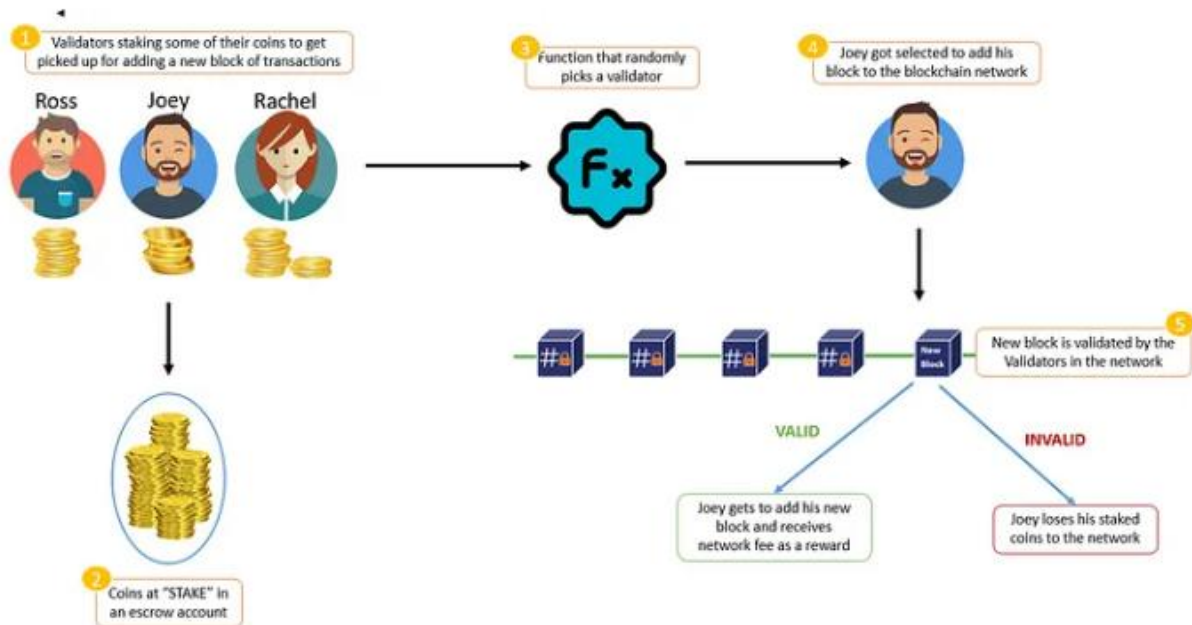 1
Validators staking some of their coins to get
picked up for adding a new block of transactions
Ross
Joey
Rachel
2
Coins at "STAKE" in
an escrow account
3
Function that randomly
picks a validator
Fx
4
Joey got selected to add his
block to the blockchain network
#
#
#
#
New
Block
5
New block is validated by the
Validators in the network
VALID
INVALID
Joey gets to add his new
block and receives
network fee as a reward
Joey loses his staked
coins to the network